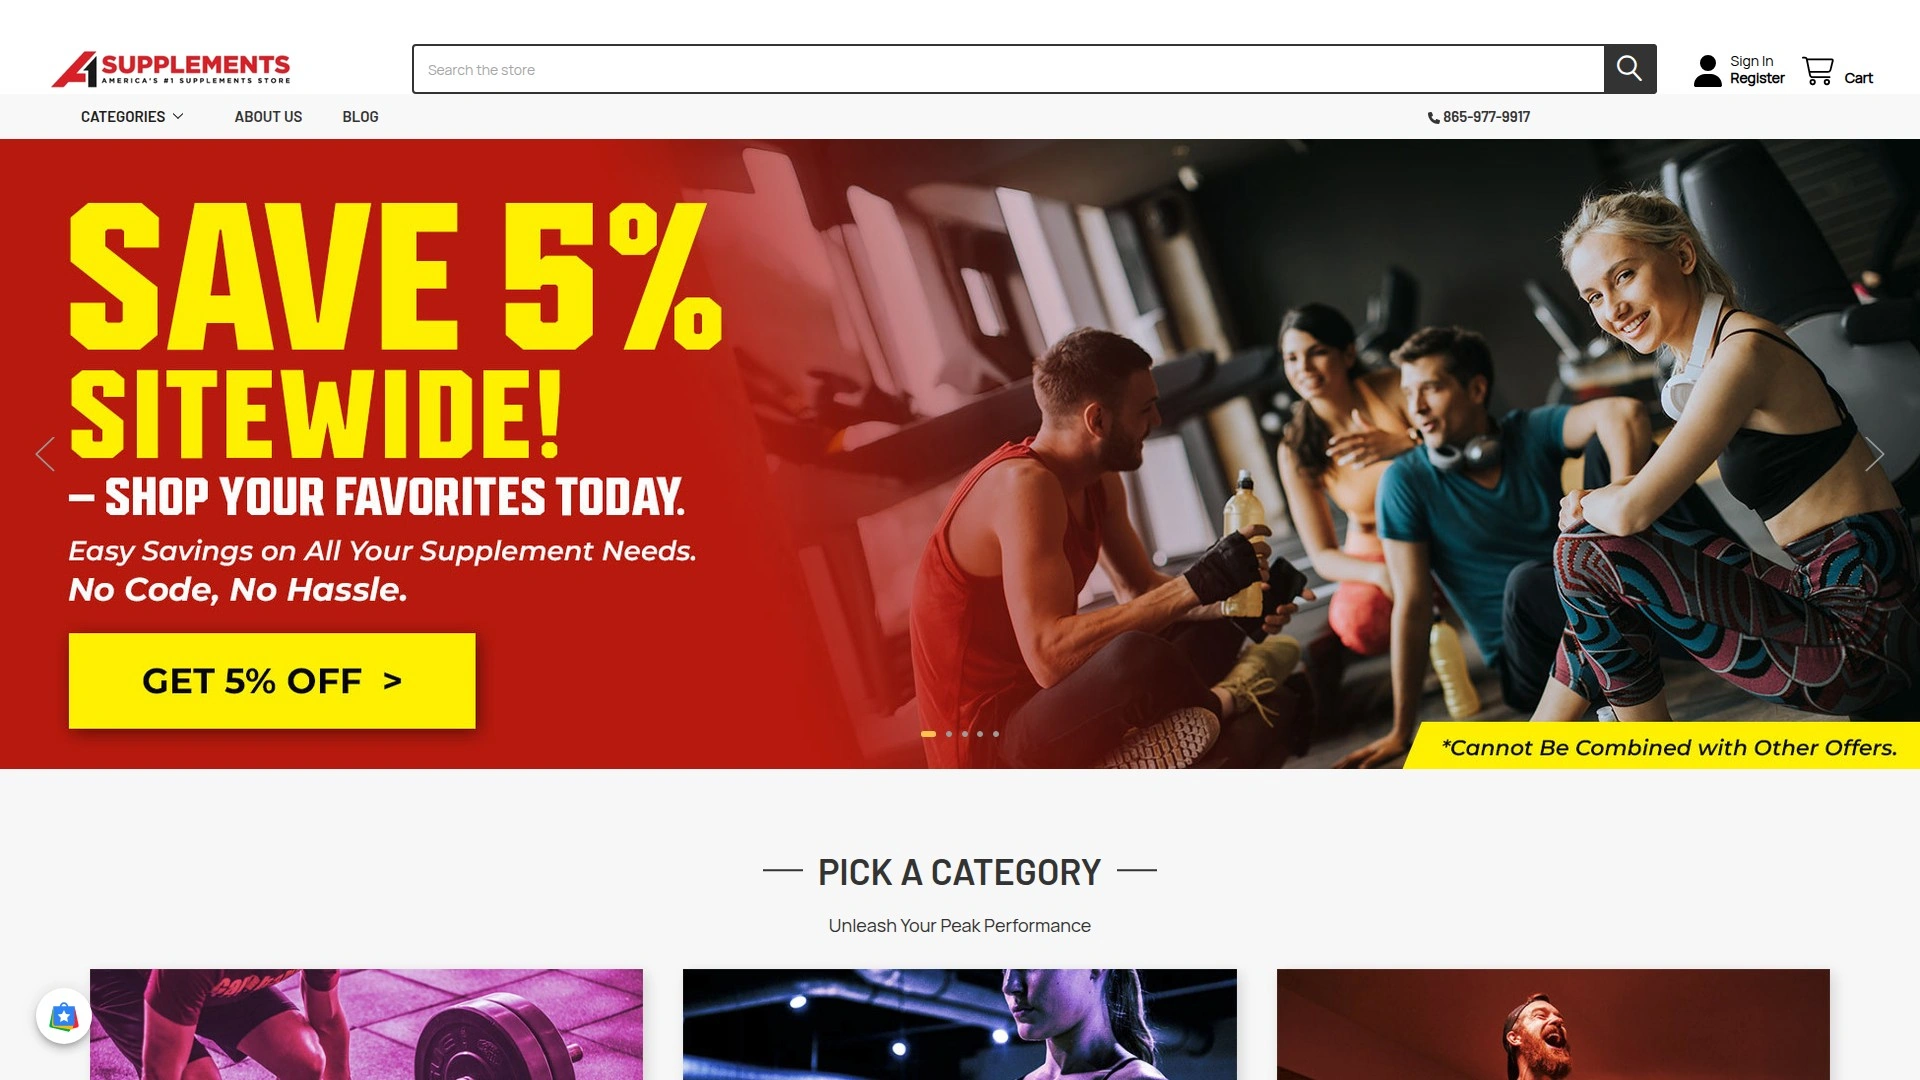 A1 SUPPLEMENTS
AMERICA'S #1 SUPPLEMENTS STORE
Search the store
Sign In
Register
Cart
CATEGORIES
ABOUT US
BLOG
865-977-9917
SAVE 5%
SITEWIDE!
– SHOP YOUR FAVORITES TODAY.
Easy Savings on All Your Supplement Needs.
No Code, No Hassle.
GET 5% OFF >
*Cannot Be Combined with Other Offers.
PICK A CATEGORY
Unleash Your Peak Performance